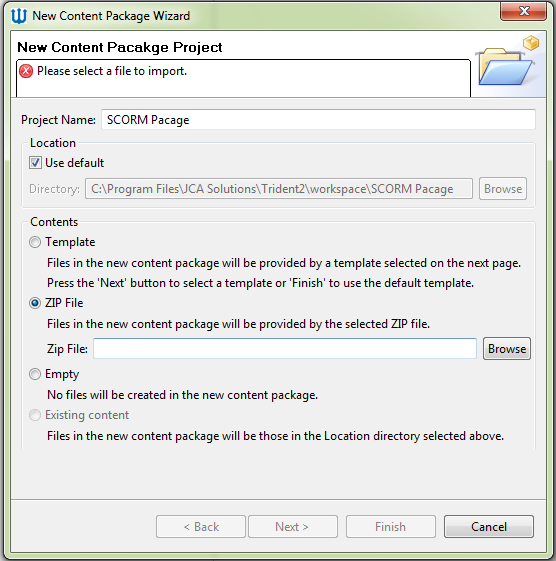 New Content Package Wizard
New Content Pacakge Project
Please select a file to import.
Project Name: SCORM Pacage
Location
Use default
Directory: C:\Program Files\JCA Solutions\Trident2\workspace\SCORM Pacage Browse
Contents
Template
Files in the new content package will be provided by a template selected on the next page.
Press the 'Next' button to select a template or 'Finish' to use the default template.
ZIP File
Files in the new content package will be provided by the selected ZIP file.
Zip File: Browse
Empty
No files will be created in the new content package.
Existing content
Files in the new content package will be those in the Location directory selected above.
< Back Next > Finish Cancel